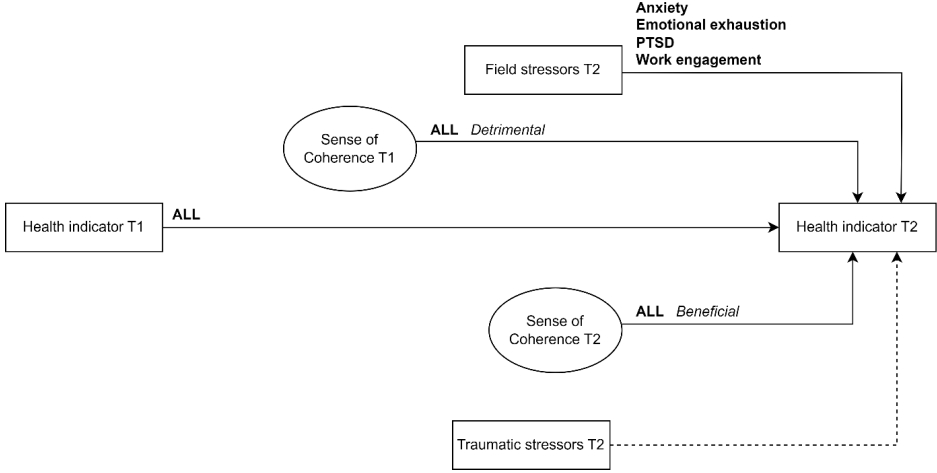 Anxiety
Emotional exhaustion
PTSD
Work engagement
Field stressors T2
ALL Detrimental
Sense of
Coherence T1
ALL
Health indicator T1
Health indicator T2
ALL Beneficial
Sense of
Coherence T2
Traumatic stressors T2